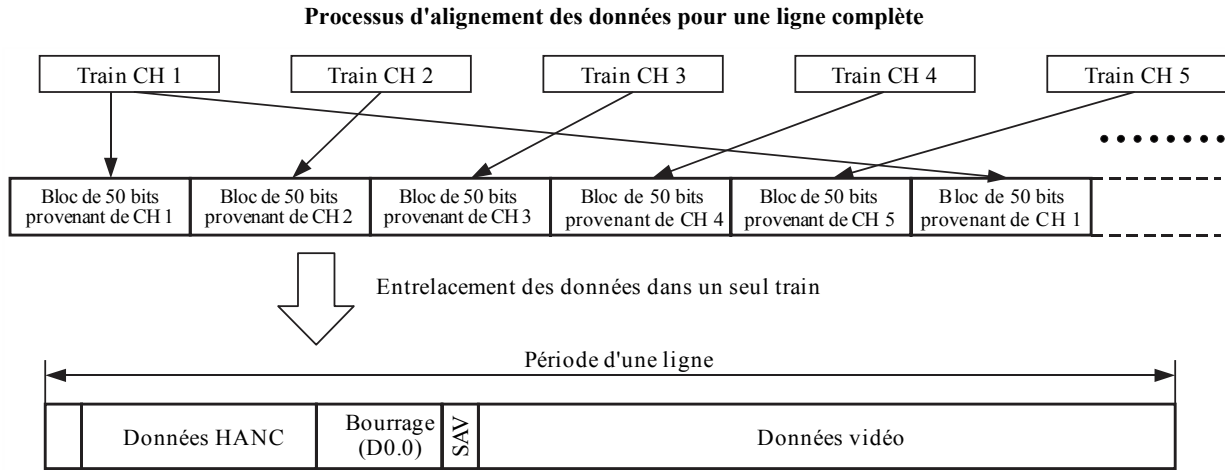 Processus d'alignement des données pour une ligne complète
Train CH 1
Train CH 2
Train CH 3
Train CH 4
Train CH 5
Bloc de 50 bits
provenant de CH 1
Bloc de 50 bits
provenant de CH 2
Bloc de 50 bits
provenant de CH 3
Bloc de 50 bits
provenant de CH 4
Bloc de 50 bits
provenant de CH 5
Bloc de 50 bits
provenant de CH 1
Entrelacement des données dans un seul train
Période d'une ligne
Données HANC
Bourrage
(D0.0)
SAV
Données vidéo